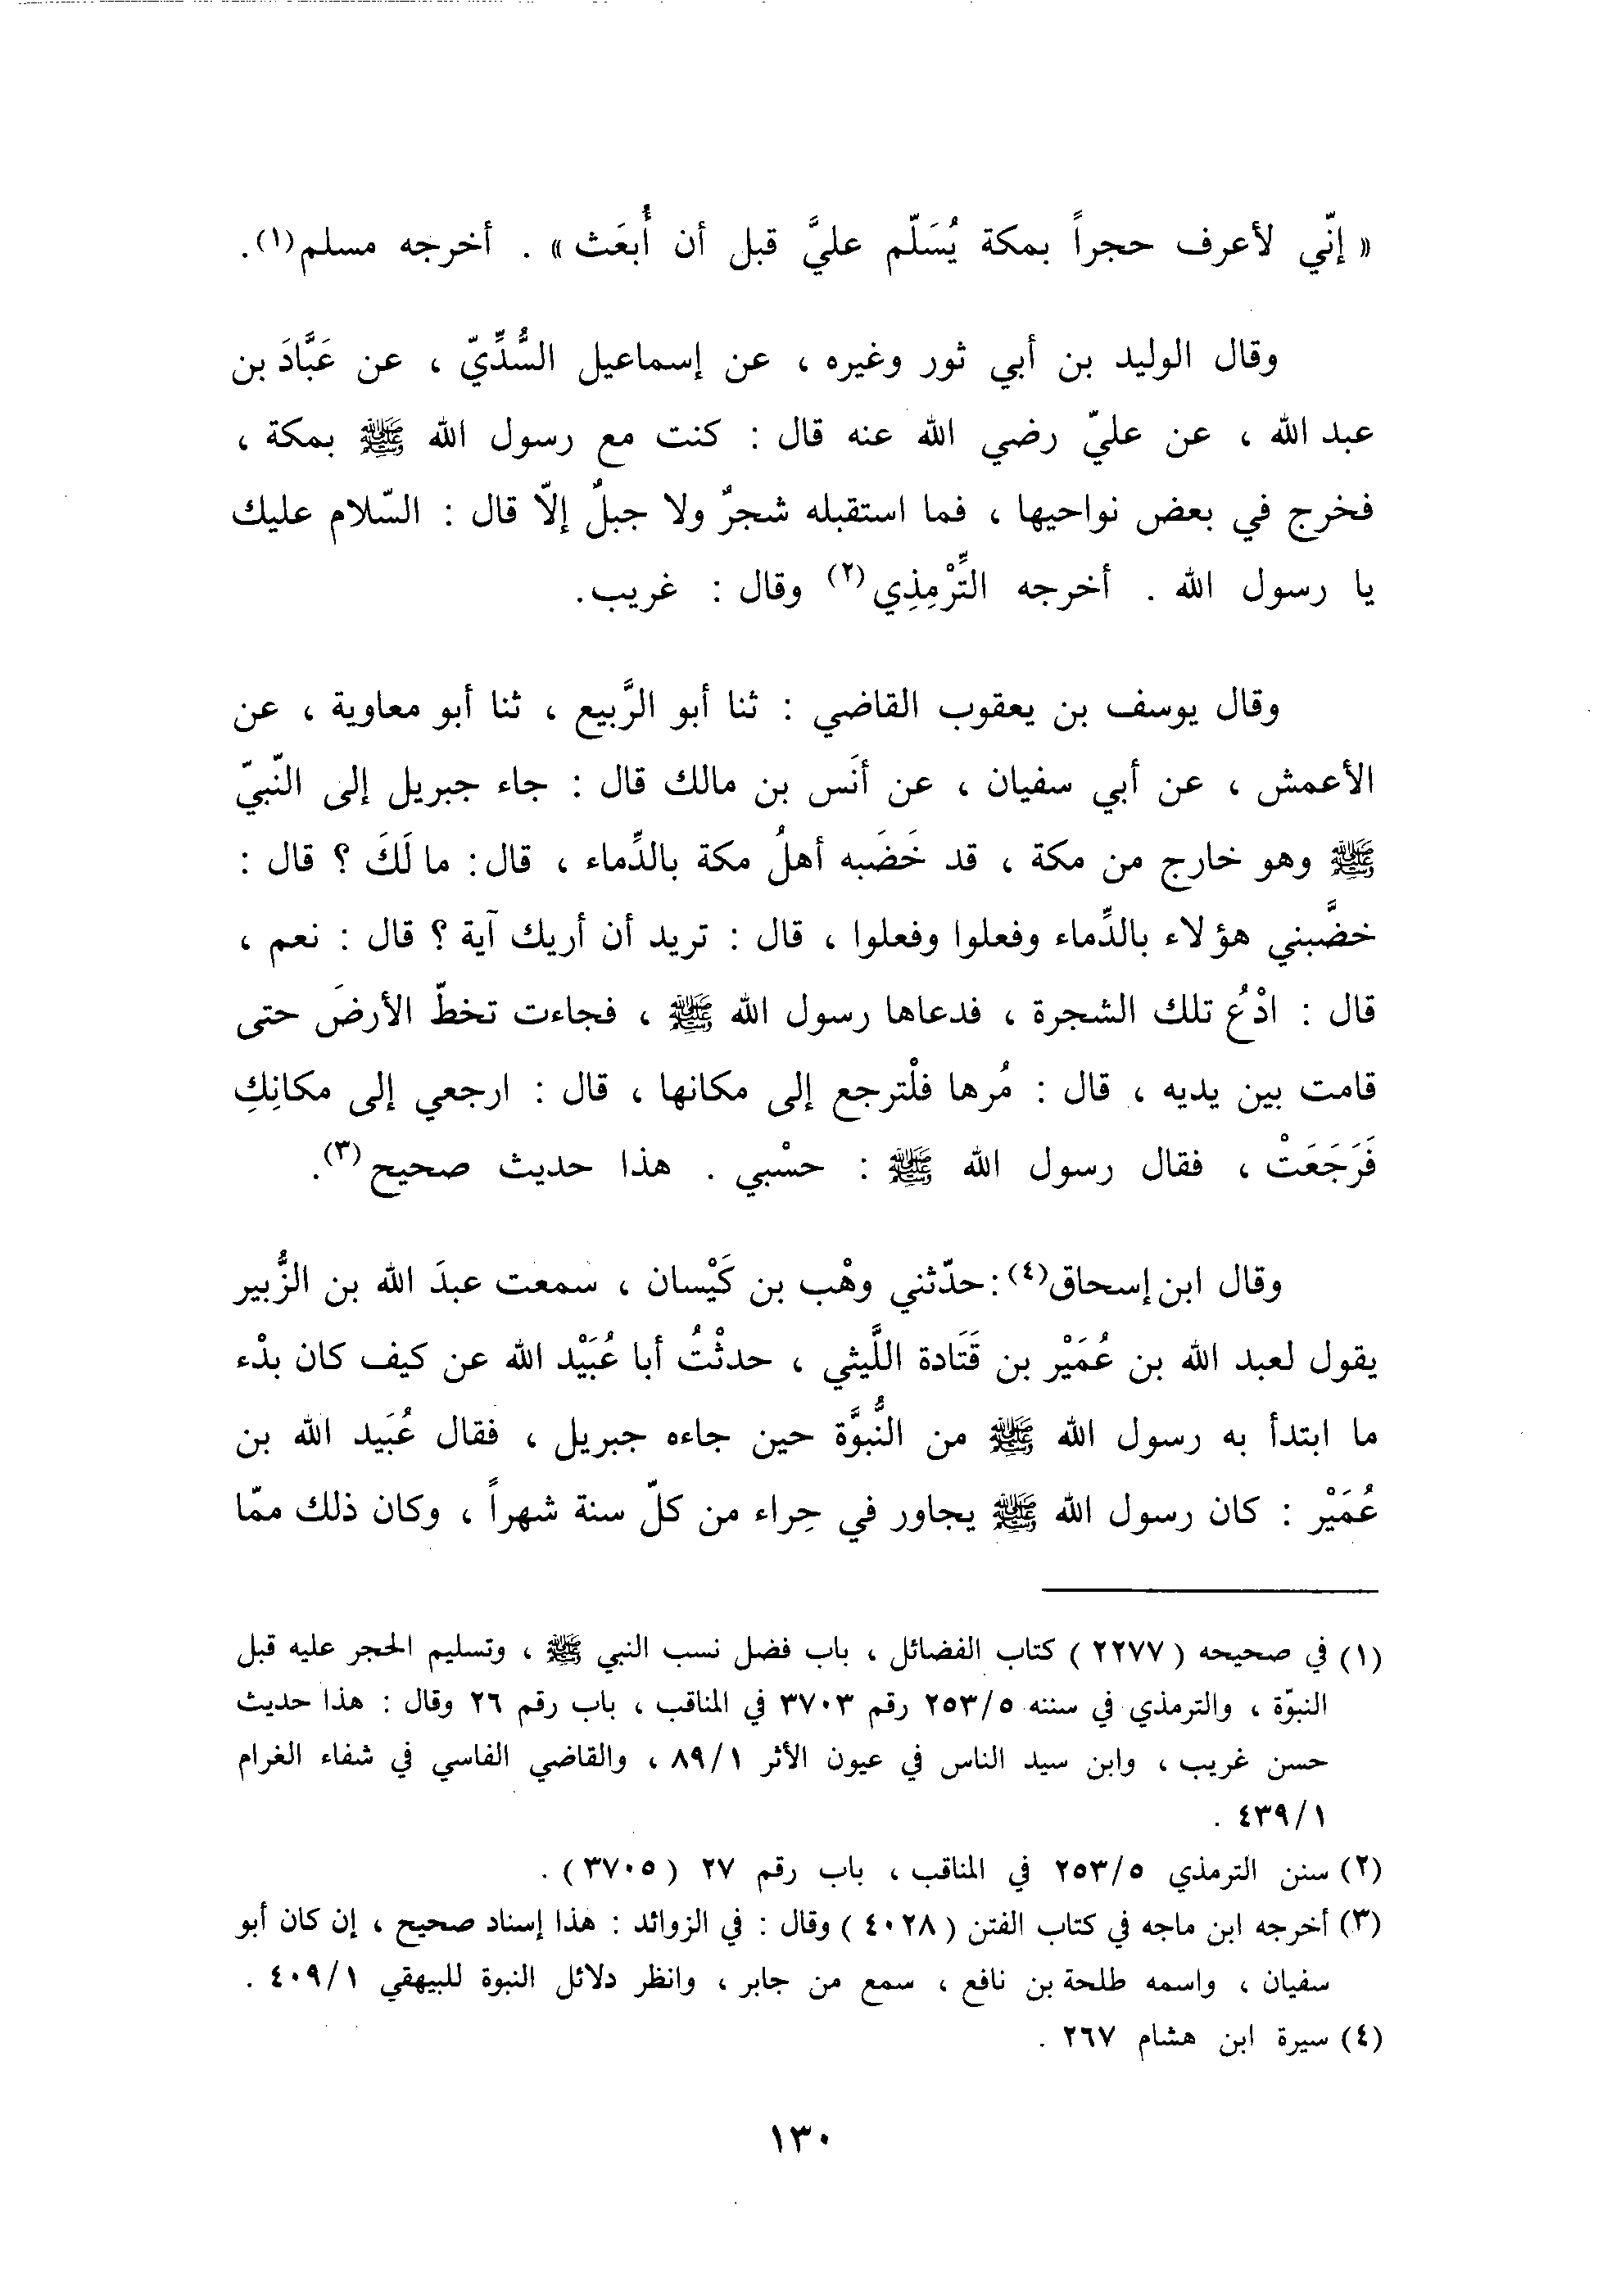 « إنّي لأعرف حجراً بمكة يُسَلّم عليَّ قبل أن أُبعَث » . أخرجه مسلم(١).
وقال الوليد بن أبي ثور وغيره ، عن إسماعيل السُّدِّيّ ، عن عَبَّادَ بن
عبد الله ، عن عليّ رضي الله عنه قال : كنت مع رسول الله ﷺ بمكة ،
فخرج في بعض نواحيها ، فما استقبله شجرٌ ولا جبلٌ إلاّ قال : السّلام عليك
يا رسول الله . أخرجه التِّرْمِذِي(٢) وقال : غريب.
وقال يوسف بن يعقوب القاضي : ثنا أبو الرَّبيع ، ثنا أبو معاوية ، عن
الأعمش ، عن أبي سفيان ، عن أنَس بن مالك قال : جاء جبريل إلى النّبيّ
ﷺ وهو خارج من مكة ، قد خَضَبه أهلُ مكة بالدِّماء ، قال : ما لَكَ ؟ قال :
خضَّبني هؤلاء بالدِّماء وفعلوا وفعلوا ، قال : تريد أن أريك آية ؟ قال : نعم ،
قال : ادْعُ تلك الشجرة ، فدعاها رسول الله ﷺ ، فجاءت تخطّ الأرضَ حتى
قامت بين يديه ، قال : مُرها فلْترجع إلى مكانها ، قال : ارجعي إلى مكانِكِ
فَرَجَعَتْ ، فقال رسول الله ﷺ : حسْبي . هذا حديث صحيح(٣).
وقال ابن إسحاق(٤): حدّثني وهْب بن كَيْسان ، سمعت عبدَ الله بن الزُّبير
يقول لعبد الله بن عُمَيْر بن قَتَادة اللَّيثي ، حدثْتُ أبا عُبَيْد الله عن كيف كان بدْء
ما ابتدأ به رسول الله ﷺ من النُّبوَّة حين جاءه جبريل ، فقال عُبَيد الله بن
عُمَيْر : كان رسول الله ﷺ يجاور في حِراء من كلّ سنة شهراً ، وكان ذلك ممّا
(١) في صحيحه ( ٢٢٧٧ ) كتاب الفضائل ، باب فضل نسب النبي ﷺ ، وتسليم الحجر عليه قبل
النبوّة ، والترمذي في سننه ٢٥٣/٥ رقم ٣٧٠٣ في المناقب ، باب رقم ٢٦ وقال : هذا حديث
حسن غريب ، وابن سيد الناس في عيون الأثر ٨٩/١ ، والقاضي الفاسي في شفاء الغرام
٤٣٩/١ .
(٢) سنن الترمذي ٢٥٣/٥ في المناقب ، باب رقم ٢٧ ( ٣٧٠٥ ) .
(٣) أخرجه ابن ماجه في كتاب الفتن ( ٤٠٢٨ ) وقال : في الزوائد : هذا إسناد صحيح ، إن كان أبو
سفيان ، واسمه طلحة بن نافع ، سمع من جابر ، وانظر دلائل النبوة للبيهقي ٤٠٩/١ .
(٤) سيرة ابن هشام ٢٦٧ .
١٣٠